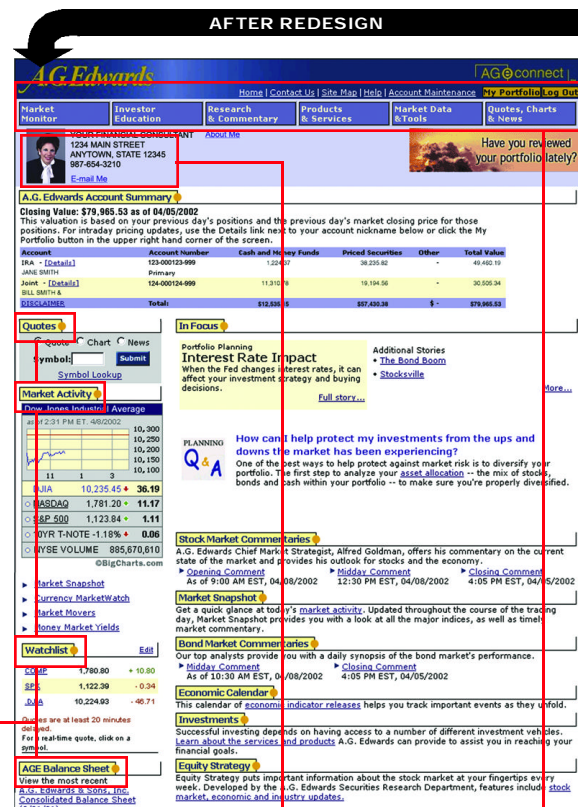 AFTER REDESIGN
A.G. Edwards
AG connect
Home | Contact Us | Site Map | Help | Account Maintenance My Portfolio Log Out
Market Monitor
Investor Education
Research & Commentary
Products & Services
Market Data &Tools
Quotes, Charts & News
YOUR FINANCIAL CONSULTANT About Me
1234 MAIN STREET
ANYTOWN, STATE 12345
987-654-3210
E-mail Me
Have you reviewed
your portfolio lately?
A.G. Edwards Account Summary
Closing Value: $79,965.53 as of 04/05/2002
This valuation is based on your previous day's positions and the previous day's market closing price for those
positions. For intraday pricing updates, use the Details link next to your account nickname below or click the My
Portfolio button in the upper right hand corner of the screen.
Account Account Number Cash and Money Funds Priced Securities Other Total Value
IRA - [Details] 123-000123-999 38,235.82 - 49,460.19
JANE SMITH Primary
Joint - [Details] 124-000124-999 19,194.56 - 30,505.34
BILL SMITH &
DISCLAIMER Total: $57,430.38 $ - $79,965.53
Quotes
Quote Chart News
Symbol: Submit
Symbol Lookup
In Focus
Portfolio Planning
Interest Rate Impact
When the Fed changes interest rates, it can
affect your investment strategy and buying
decisions.
Full story...
Additional Stories
• The Bond Boom
• Stocksville
More...
Market Activity
Dow Jones Industrial Average
as of 2:31 PM ET. 4/8/2002
10,300
10,250
10,200
10,150
10,100
11 1 3
DJIA 10,235.45 36.19
NASDAQ 1,781.20 11.17
S&P 500 1,123.84 1.11
10YR T-NOTE -1.18% 0.06
NYSE VOLUME 885,670,610
©BigCharts.com
Market Snapshot
Currency MarketWatch
Market Movers
Money Market Yields
PLANNING
Q & A
How can I help protect my investments from the ups and
downs the market has been experiencing?
One of the best ways to help protect against market risk is to diversify your
portfolio. The first step to analyze your asset allocation -- the mix of stocks,
bonds and cash within your portfolio -- to make sure you're properly diversified.
Stock Market Commentaries
A.G. Edwards Chief Market Strategist, Alfred Goldman, offers his commentary on the current
state of the market and provides his outlook for stocks and the economy.
Opening Comment Midday Comment Closing Comment
As of 9:00 AM EST, 04/08/2002 12:30 PM EST, 04/08/2002 4:05 PM EST, 04/05/2002
Market Snapshot
Get a quick glance at today's market activity. Updated throughout the course of the trading
day, Market Snapshot provides you with a look at all the major indices, as well as timely
market commentary.
Bond Market Commentaries
Our top analysts provide you with a daily synopsis of the bond market's performance.
Midday Comment Closing Comment
As of 10:30 AM EST, 04/08/2002 4:05 PM EST, 04/05/2002
Economic Calendar
This calendar of economic indicator releases helps you track important events as they unfold.
Investments
Successful investing depends on having access to a number of different investment vehicles.
Learn about the services and products A.G. Edwards can provide to assist you in reaching your
financial goals.
Equity Strategy
Equity Strategy puts important information about the stock market at your fingertips every
week. Developed by the A.G. Edwards Securities Research Department, features include stock
market, economic and industry updates.
Watchlist Edit
COMP 1,780.80 + 10.80
SPX 1,122.39 - 0.34
.DJIA 10,224.93 - 46.71
Quotes are at least 20 minutes
delayed.
For a real-time quote, click on a
symbol.
AGE Balance Sheet
View the most recent
A.G. Edwards & Sons, Inc.
Consolidated Balance Sheet